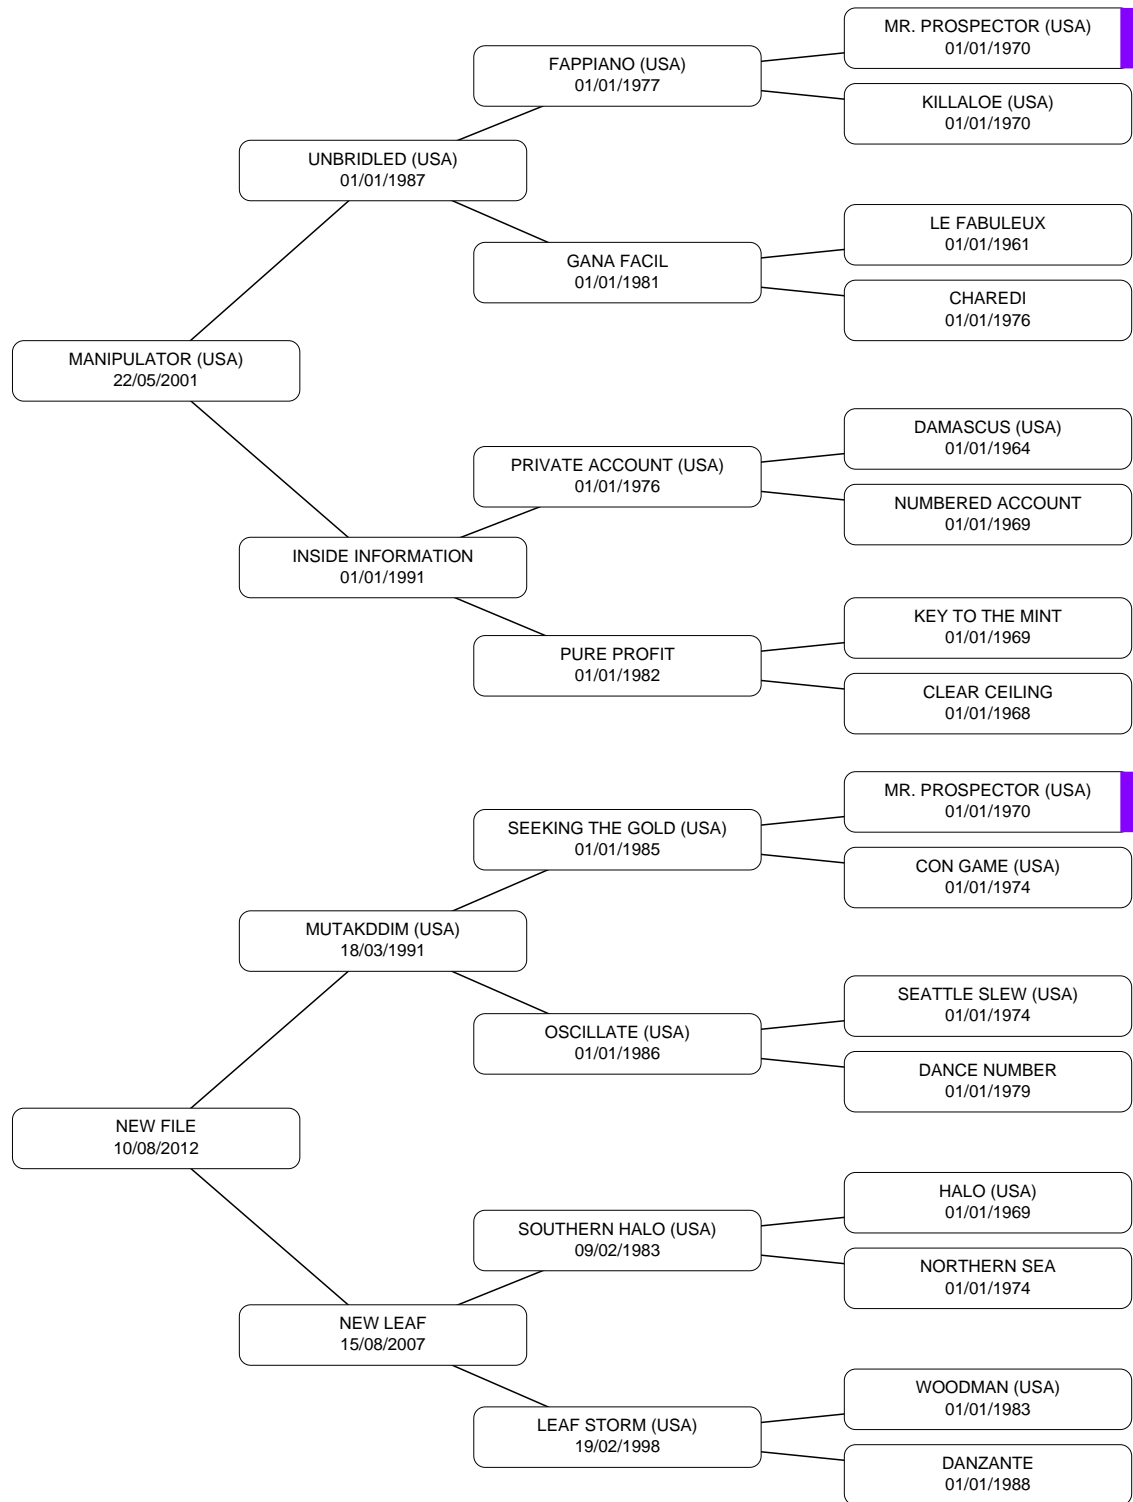 MR. PROSPECTOR (USA)
01/01/1970
FAPPIANO (USA)
01/01/1977
KILLALOE (USA)
01/01/1970
UNBRIDLED (USA)
01/01/1987
LE FABULEUX
01/01/1961
GANA FACIL
01/01/1981
CHAREDI
01/01/1976
MANIPULATOR (USA)
22/05/2001
DAMASCUS (USA)
01/01/1964
PRIVATE ACCOUNT (USA)
01/01/1976
NUMBERED ACCOUNT
01/01/1969
INSIDE INFORMATION
01/01/1991
KEY TO THE MINT
01/01/1969
PURE PROFIT
01/01/1982
CLEAR CEILING
01/01/1968
MR. PROSPECTOR (USA)
01/01/1970
SEEKING THE GOLD (USA)
01/01/1985
CON GAME (USA)
01/01/1974
MUTAKDDIM (USA)
18/03/1991
SEATTLE SLEW (USA)
01/01/1974
OSCILLATE (USA)
01/01/1986
DANCE NUMBER
01/01/1979
NEW FILE
10/08/2012
HALO (USA)
01/01/1969
SOUTHERN HALO (USA)
09/02/1983
NORTHERN SEA
01/01/1974
NEW LEAF
15/08/2007
WOODMAN (USA)
01/01/1983
LEAF STORM (USA)
19/02/1998
DANZANTE
01/01/1988